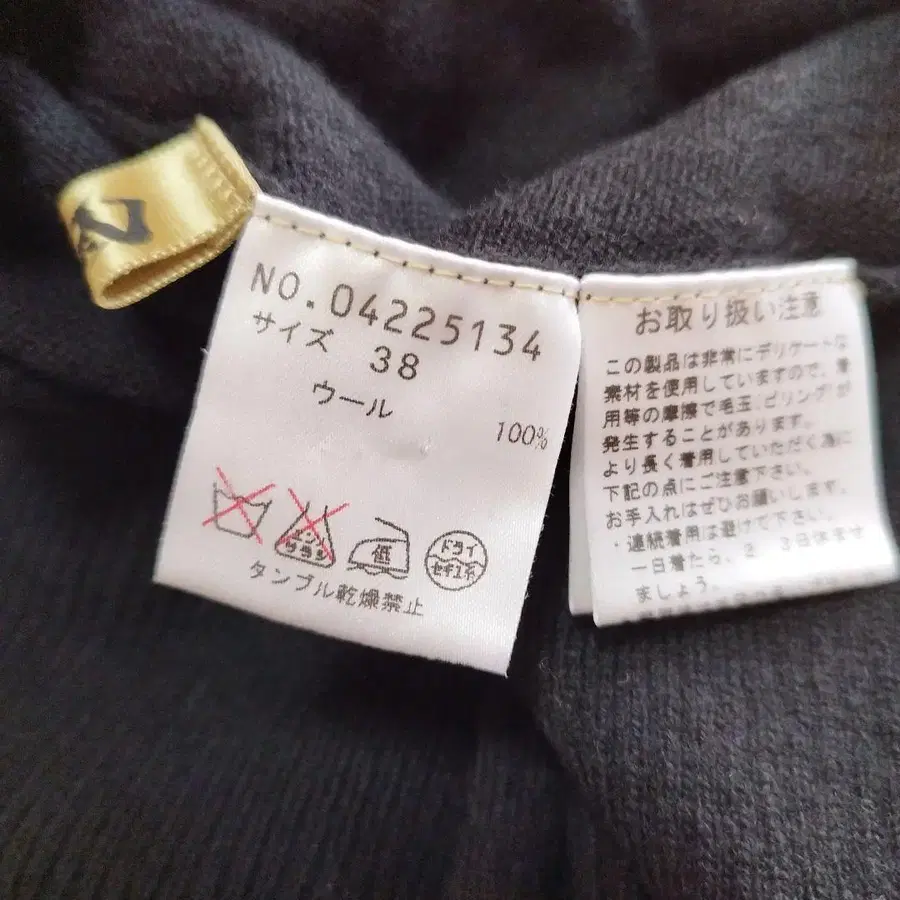 NO.04225134
サイズ 38
ウール
100%
エンソ
サラシ
低
ドライ
セキユ系
タンブル乾燥禁止
お取り扱い注意
この製品は非常にデリケートな
素材を使用していますので、着
用等の摩擦で毛玉(ピリング)が
発生することがあります。
より長く着用していただく為に
下記の点にご注意下さい。
お手入れはぜひお願いします。
・連続着用は避けて下さい。
一日着たら、2、3日休ませ
ましょう。